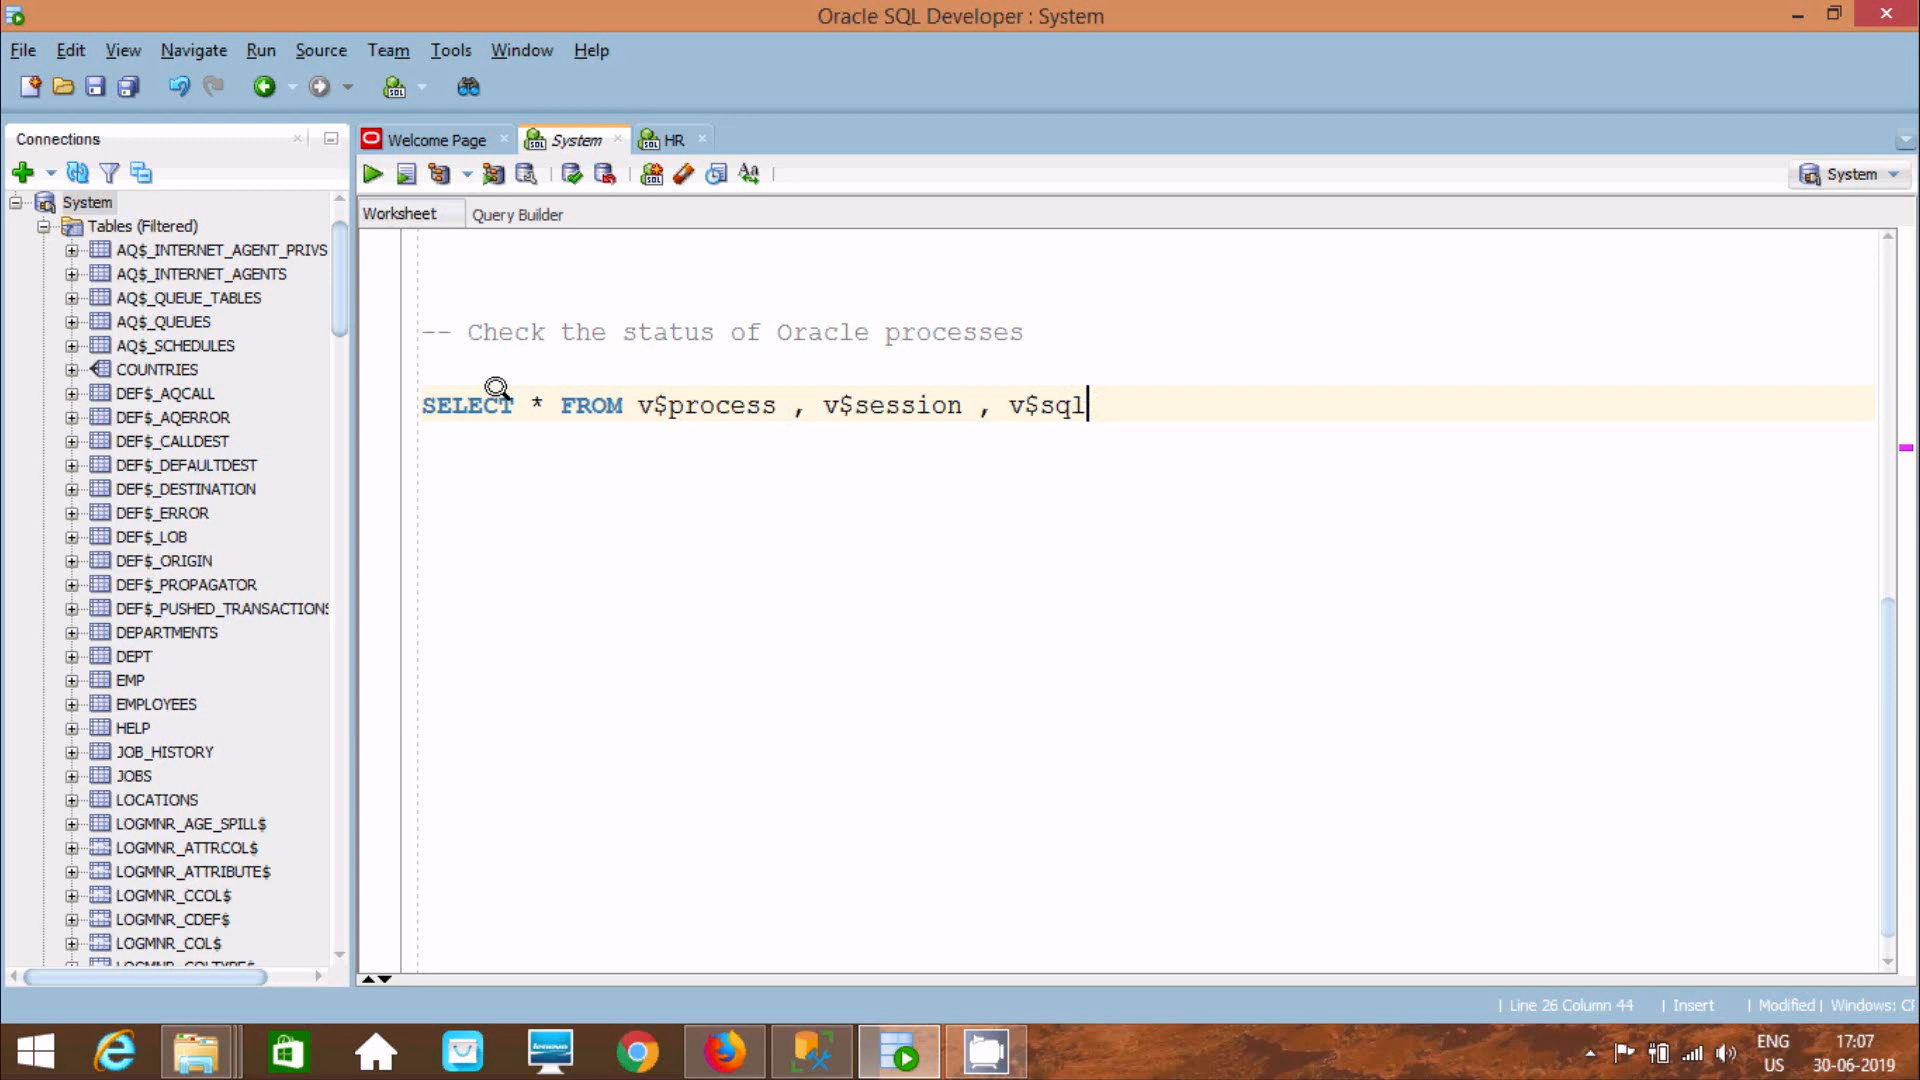 Oracle SQL Developer : System
File Edit View Navigate Run Source Team Tools Window Help
Connections
Welcome Page
System
HR
System
Worksheet
Query Builder
System
Tables (Filtered)
AQ$_INTERNET_AGENT_PRIVS
AQ$_INTERNET_AGENTS
AQ$_QUEUE_TABLES
AQ$_QUEUES
AQ$_SCHEDULES
COUNTRIES
DEF$_AQCALL
DEF$_AQERROR
DEF$_CALLDEST
DEF$_DEFAULTDEST
DEF$_DESTINATION
DEF$_ERROR
DEF$_LOB
DEF$_ORIGIN
DEF$_PROPAGATOR
DEF$_PUSHED_TRANSACTIONS
DEPARTMENTS
DEPT
EMP
EMPLOYEES
HELP
JOB_HISTORY
JOBS
LOCATIONS
LOGMNR_AGE_SPILL$
LOGMNR_ATTRCOL$
LOGMNR_ATTRIBUTE$
LOGMNR_CCOL$
LOGMNR_CDEF$
LOGMNR_COL$
-- Check the status of Oracle processes
SELECT * FROM v$process , v$session , v$sql
| Line 26 Column 44 | Insert | Modified | Windows: CR
ENG
US
17:07
30-06-2019